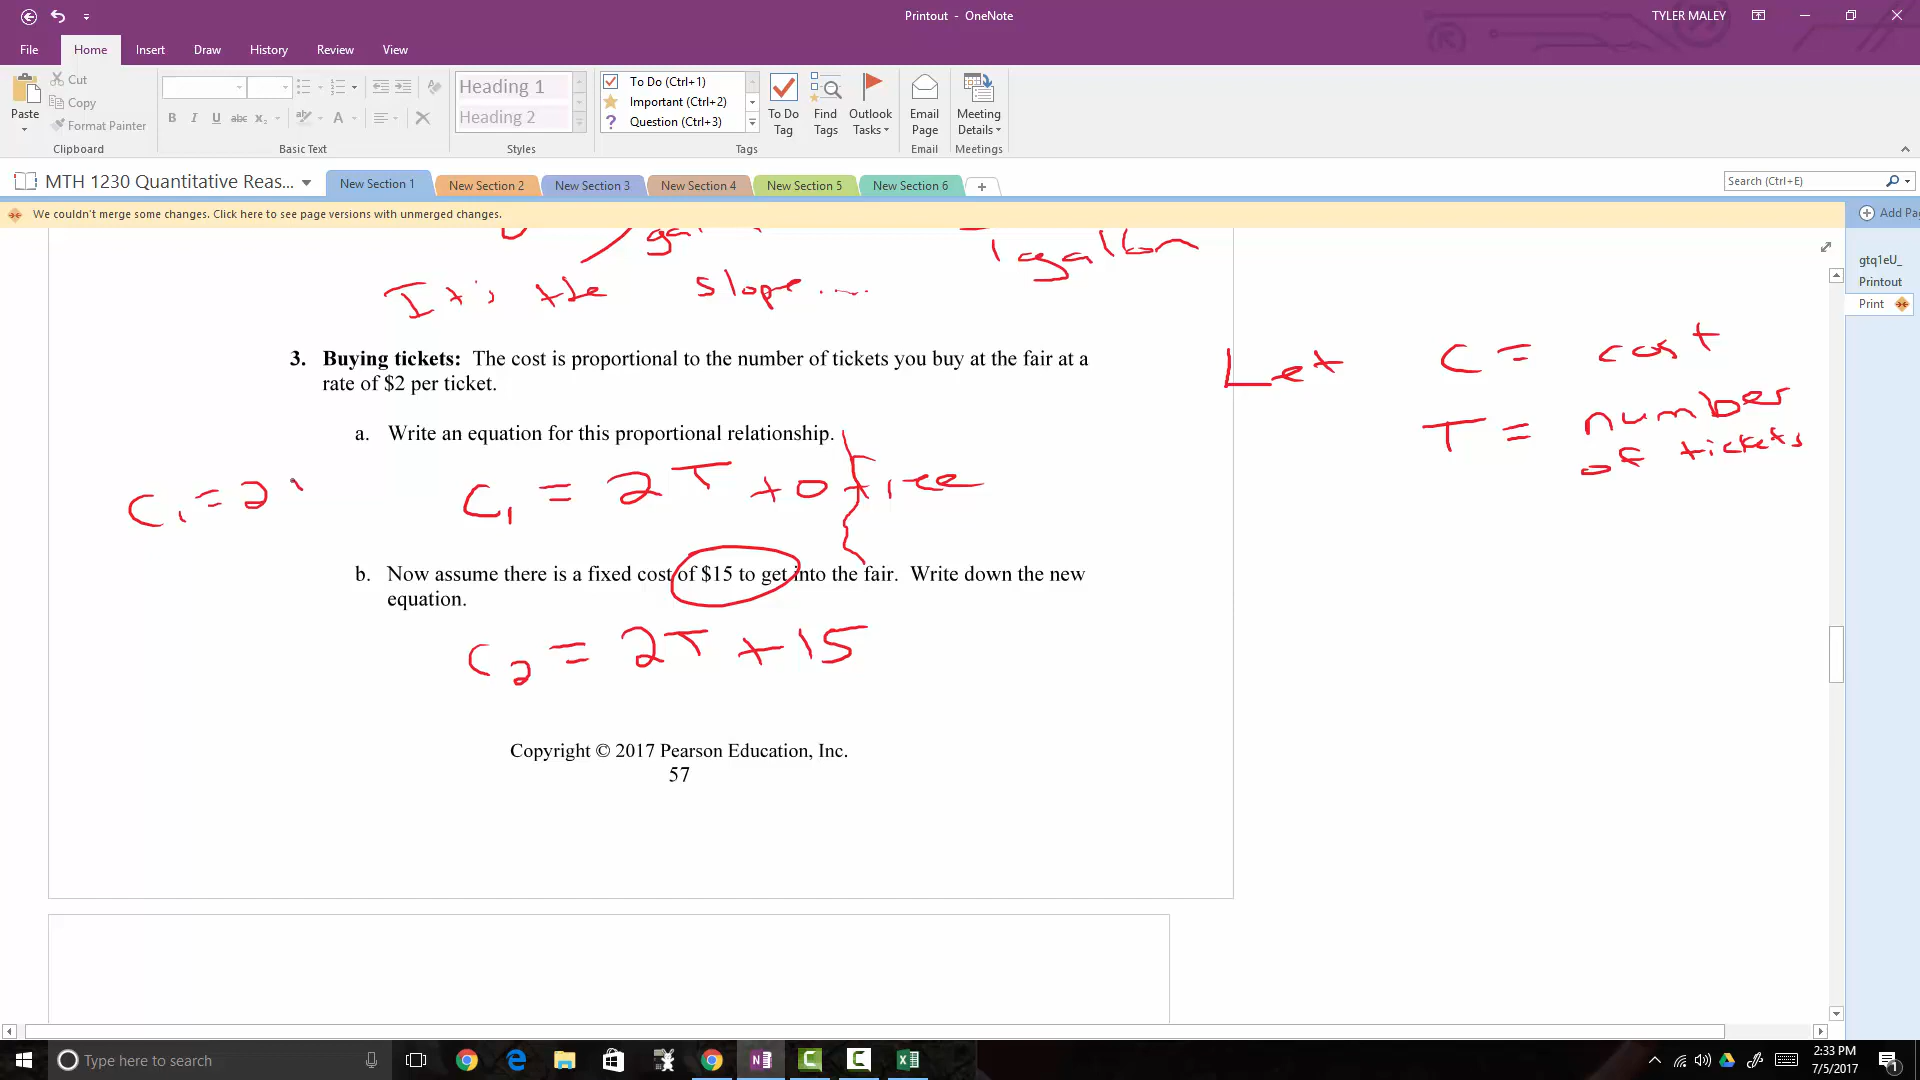 Printout - OneNote
TYLER MALEY
File Home Insert Draw History Review View
Cut
Copy
Format Painter
Paste
Clipboard
B I U abc X₂ A
Basic Text
Heading 1
Heading 2
Styles
To Do (Ctrl+1)
Important (Ctrl+2)
Question (Ctrl+3)
To Do Tag
Find Tags
Outlook Tasks
Tags
Email Page
Email
Meeting Details
Meetings
MTH 1230 Quantitative Reas...
New Section 1 New Section 2 New Section 3 New Section 4 New Section 5 New Section 6 +
Search (Ctrl+E)
We couldn't merge some changes. Click here to see page versions with unmerged changes.
Add Pa
gtq1eU_
Printout
Print
1 gallon
It's the slope....
3. Buying tickets: The cost is proportional to the number of tickets you buy at the fair at a
rate of $2 per ticket.
Let C = cost
T = number
of tickets
a. Write an equation for this proportional relationship.
C₁ = 2
C₁ = 2T + 0
b. Now assume there is a fixed cost of $15 to get into the fair. Write down the new
equation.
C₂ = 2T + 15
Copyright © 2017 Pearson Education, Inc.
57
Type here to search
2:33 PM
7/5/2017